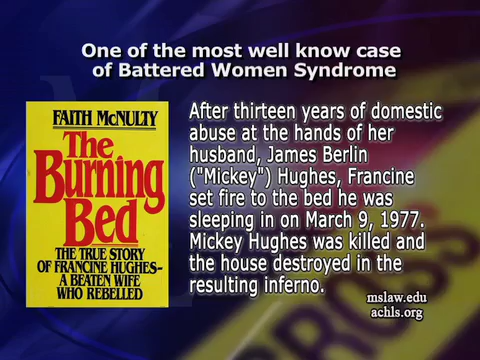 One of the most well know case
of Battered Women Syndrome
FAITH McNULTY
The
Burning
Bed
THE TRUE STORY
OF FRANCINE HUGHES–
A BEATEN WIFE
WHO REBELLED
After thirteen years of domestic
abuse at the hands of her
husband, James Berlin
("Mickey") Hughes, Francine
set fire to the bed he was
sleeping in on March 9, 1977.
Mickey Hughes was killed and
the house destroyed in the
resulting inferno.
mslaw.edu
achls.org